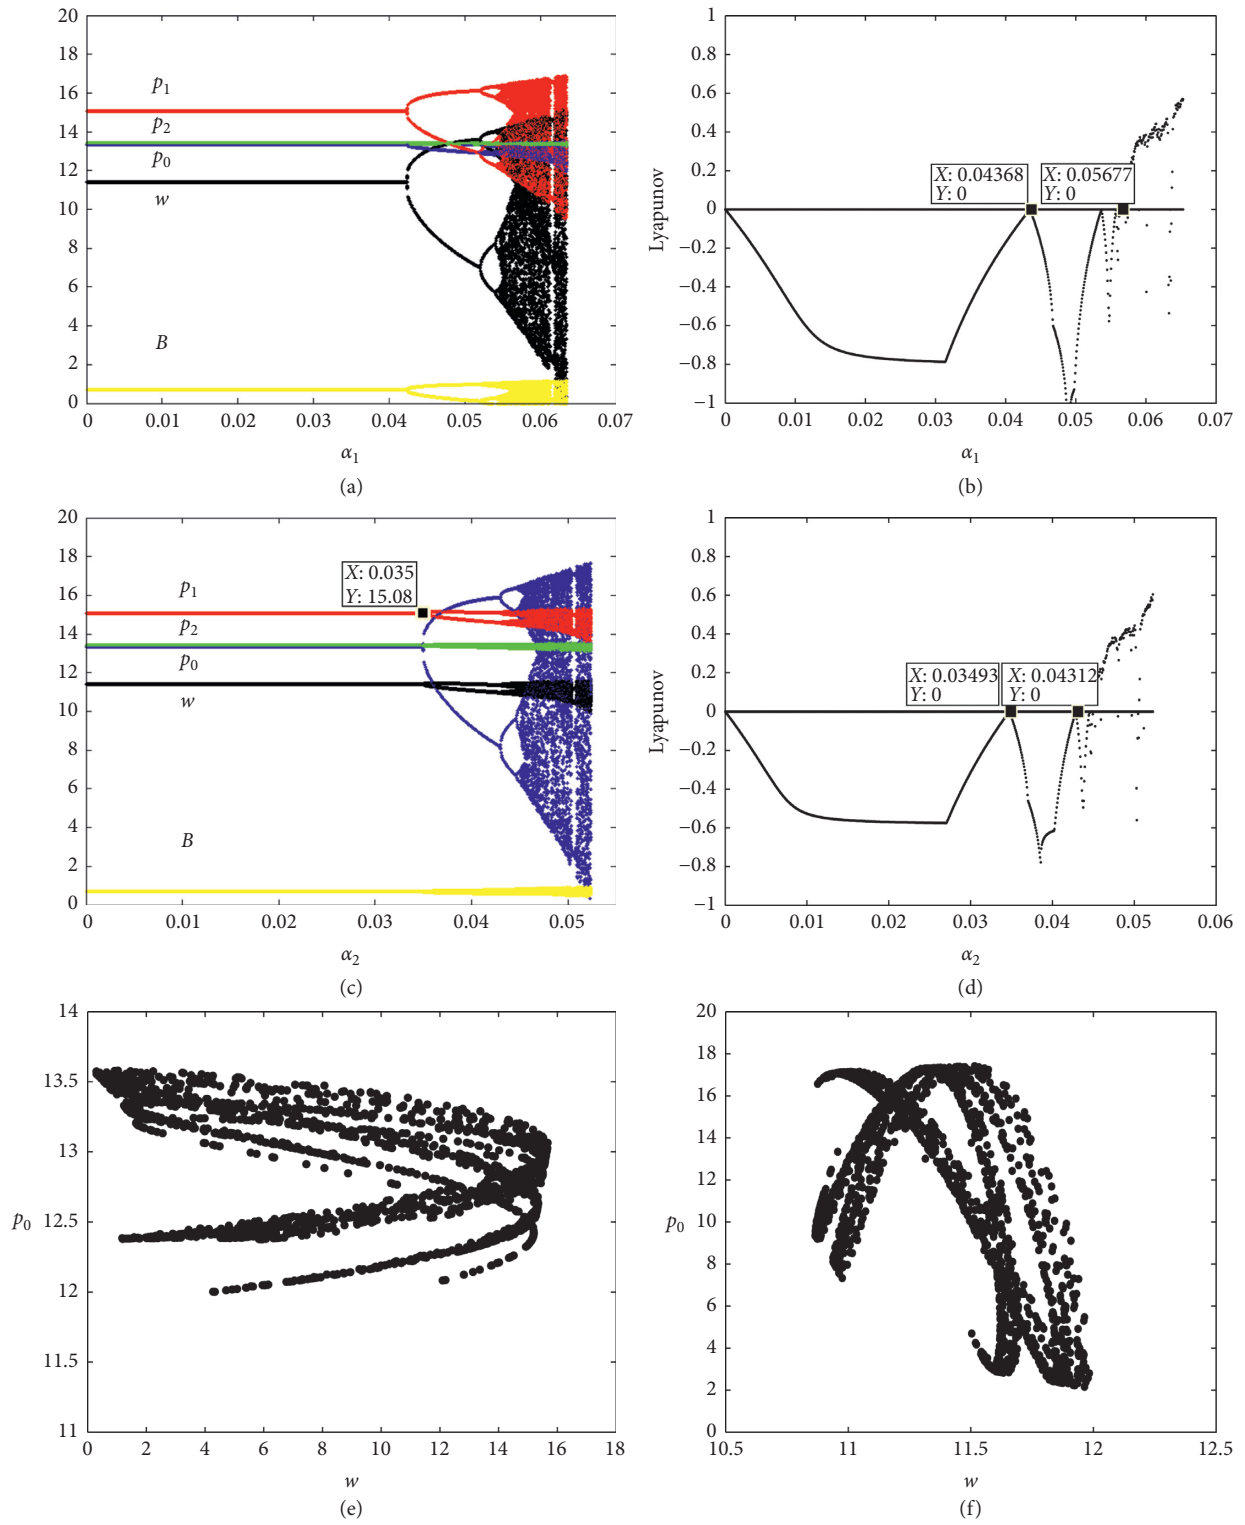 20
18
16
14
12
10
8
6
4
2
0
p1
p2
p0
w
B
0 0.01 0.02 0.03 0.04 0.05 0.06 0.07
α1
(a)
1
0.8
0.6
0.4
0.2
0
−0.2
−0.4
−0.6
−0.8
−1
Lyapunov
X: 0.04368
Y: 0
X: 0.05677
Y: 0
0 0.01 0.02 0.03 0.04 0.05 0.06 0.07
α1
(b)
20
18
16
14
12
10
8
6
4
2
0
p1
p2
p0
w
B
X: 0.035
Y: 15.08
0 0.01 0.02 0.03 0.04 0.05
α2
(c)
1
0.8
0.6
0.4
0.2
0
−0.2
−0.4
−0.6
−0.8
−1
Lyapunov
X: 0.03493
Y: 0
X: 0.04312
Y: 0
0 0.01 0.02 0.03 0.04 0.05 0.06
α2
(d)
14
13.5
13
12.5
12
11.5
11
p0
0 2 4 6 8 10 12 14 16 18
w
(e)
20
18
16
14
12
10
8
6
4
2
0
p0
10.5 11 11.5 12 12.5
w
(f)